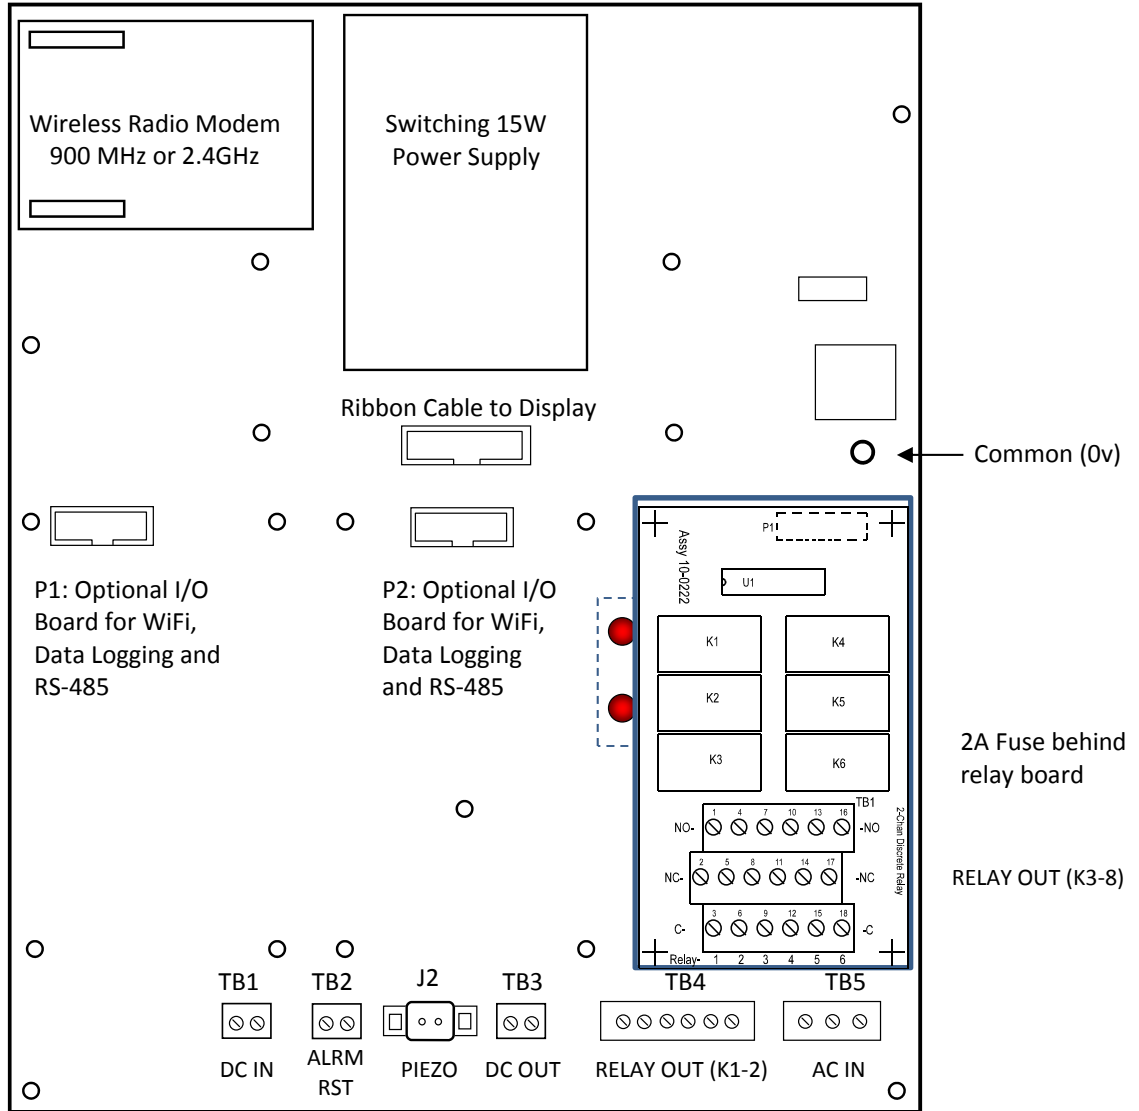 Wireless Radio Modem
900 MHz or 2.4GHz
Switching 15W
Power Supply
Ribbon Cable to Display
Common (0v)
P1: Optional I/O
Board for WiFi,
Data Logging and
RS-485
P2: Optional I/O
Board for WiFi,
Data Logging
and RS-485
P1
Assy 10-0222
U1
K1
K4
K2
K5
K3
K6
2A Fuse behind
relay board
TB1
1 4 7 10 13 16
NO- -NO
2-Chan Discrete Relay
2 5 8 11 14 17
NC- -NC
RELAY OUT (K3-8)
3 6 9 12 15 18
C- -C
Relay- 1 2 3 4 5 6
TB1
TB2
J2
TB3
TB4
TB5
DC IN
ALRM
RST
PIEZO
DC OUT
RELAY OUT (K1-2)
AC IN